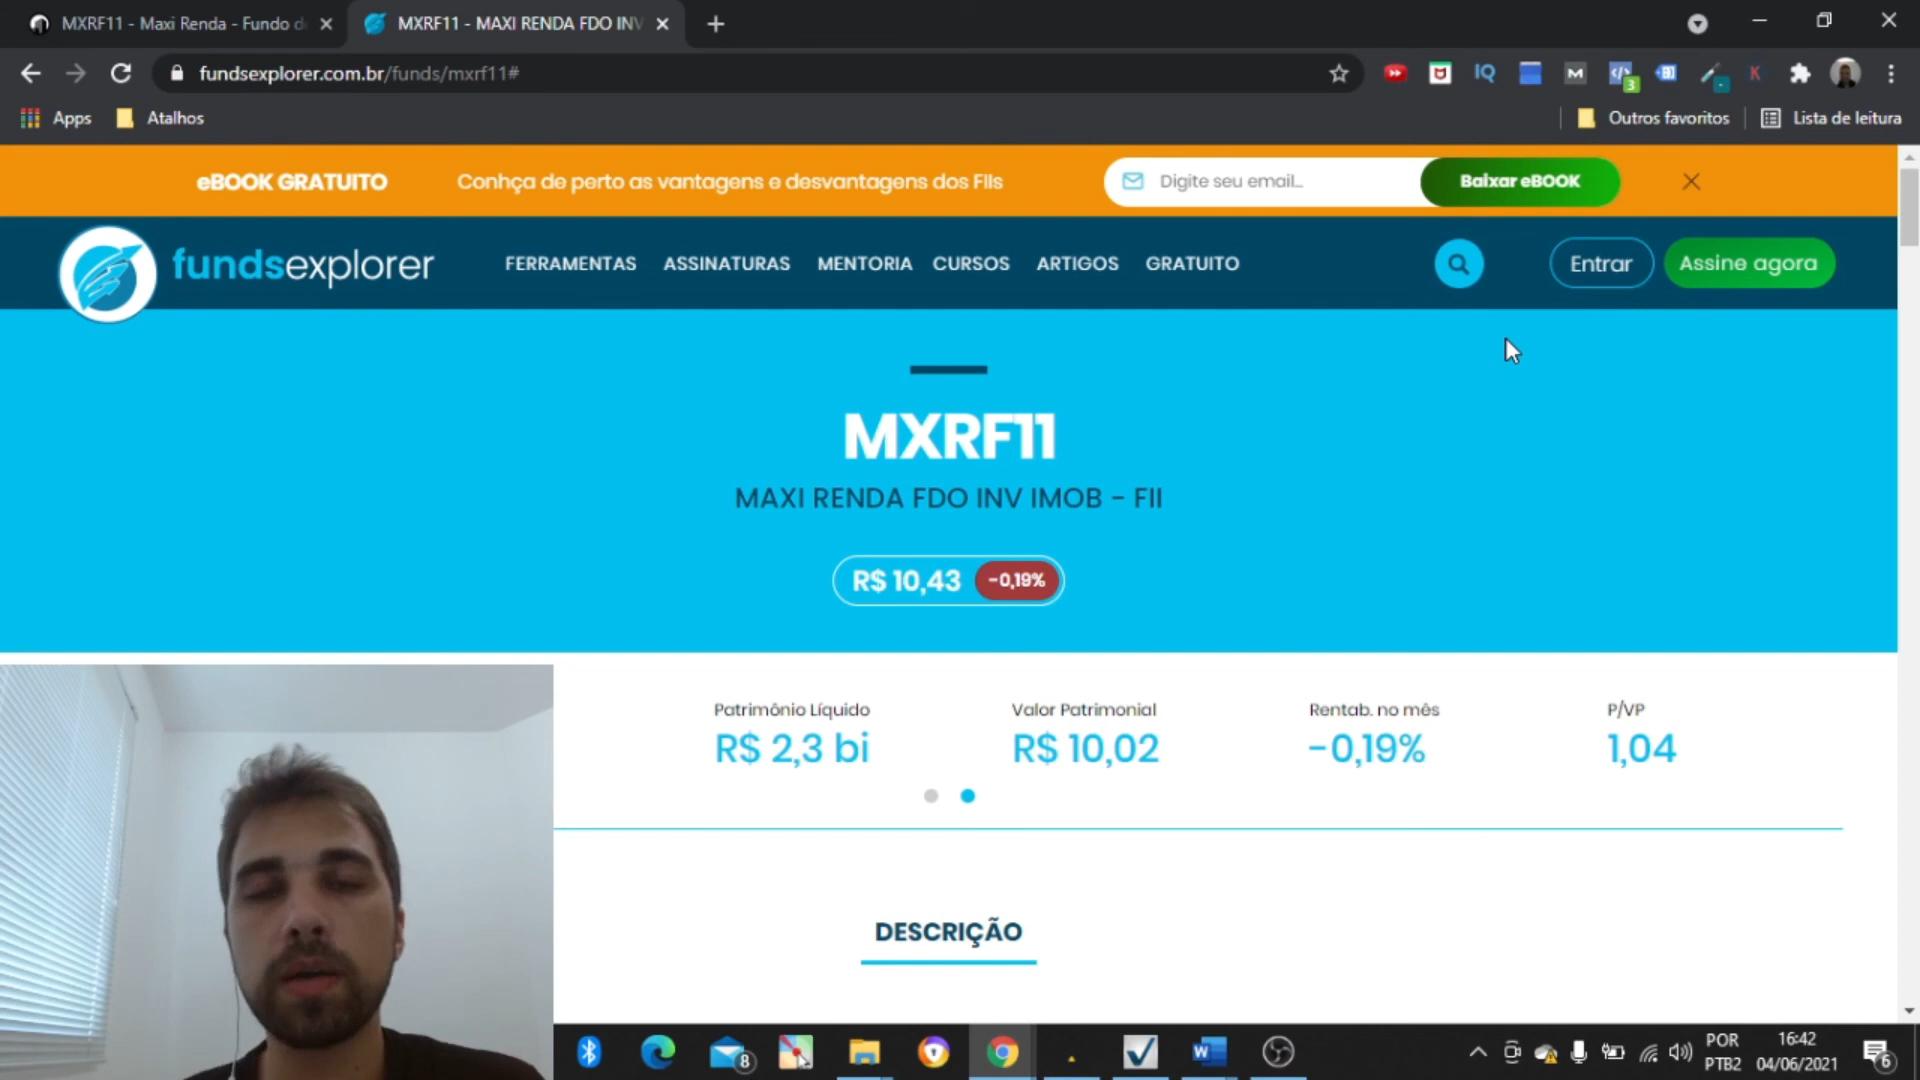 MXRF11 - Maxi Renda - Fundo d
MXRF11 - MAXI RENDA FDO INV
fundsexplorer.com.br/funds/mxrf11#
IQ
M
3
K
Apps
Atalhos
Outros favoritos
Lista de leitura
eBOOK GRATUITO
Conhça de perto as vantagens e desvantagens dos FIIs
Digite seu email...
Baixar eBOOK
fundsexplorer
FERRAMENTAS
ASSINATURAS
MENTORIA
CURSOS
ARTIGOS
GRATUITO
Entrar
Assine agora
MXRF11
MAXI RENDA FDO INV IMOB - FII
R$ 10,43
-0,19%
Patrimônio Líquido
R$ 2,3 bi
Valor Patrimonial
R$ 10,02
Rentab. no mês
-0,19%
P/VP
1,04
DESCRIÇÃO
8
W
POR
PTB2
16:42
04/06/2021
6